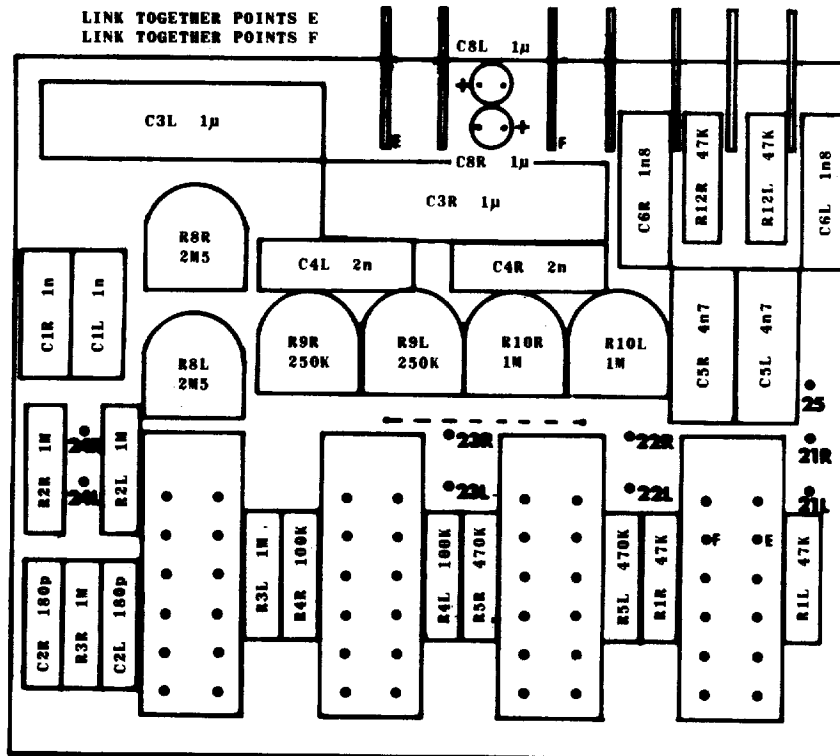 LINK TOGETHER POINTS E
LINK TOGETHER POINTS F
C8L 1µ
+
E
F
+
C8R 1µ
C3L 1µ
C3R 1µ
C6R 1n8
R12R 47K
R12L 47K
C6L 1n8
R8R
2M5
C4L 2n
C4R 2n
C1R 1n
C1L 1n
R8L
2M5
R9R
250K
R9L
250K
R10R
1M
R10L
1M
C5R 4n7
C5L 4n7
25
R2R 1M
24R
24L
R2L 1M
23R
23L
22R
22L
21R
21L
C2R 180p
R3R 1M
C2L 180p
R3L 1M
R4R 100K
R4L 100K
R5R 470K
R5L 470K
R1R 47K
F
E
R1L 47K